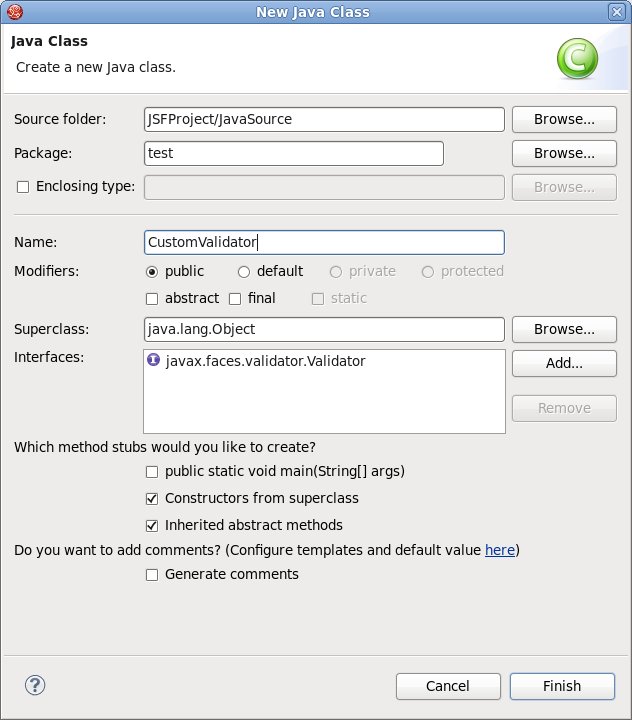 New Java Class
Java Class
Create a new Java class.
Source folder: JSFProject/JavaSource Browse...
Package: test Browse...
Enclosing type: Browse...
Name: CustomValidator
Modifiers: public default private protected
abstract final static
Superclass: java.lang.Object Browse...
Interfaces: javax.faces.validator.Validator Add...
Remove
Which method stubs would you like to create?
public static void main(String[] args)
Constructors from superclass
Inherited abstract methods
Do you want to add comments? (Configure templates and default value here)
Generate comments
Cancel Finish